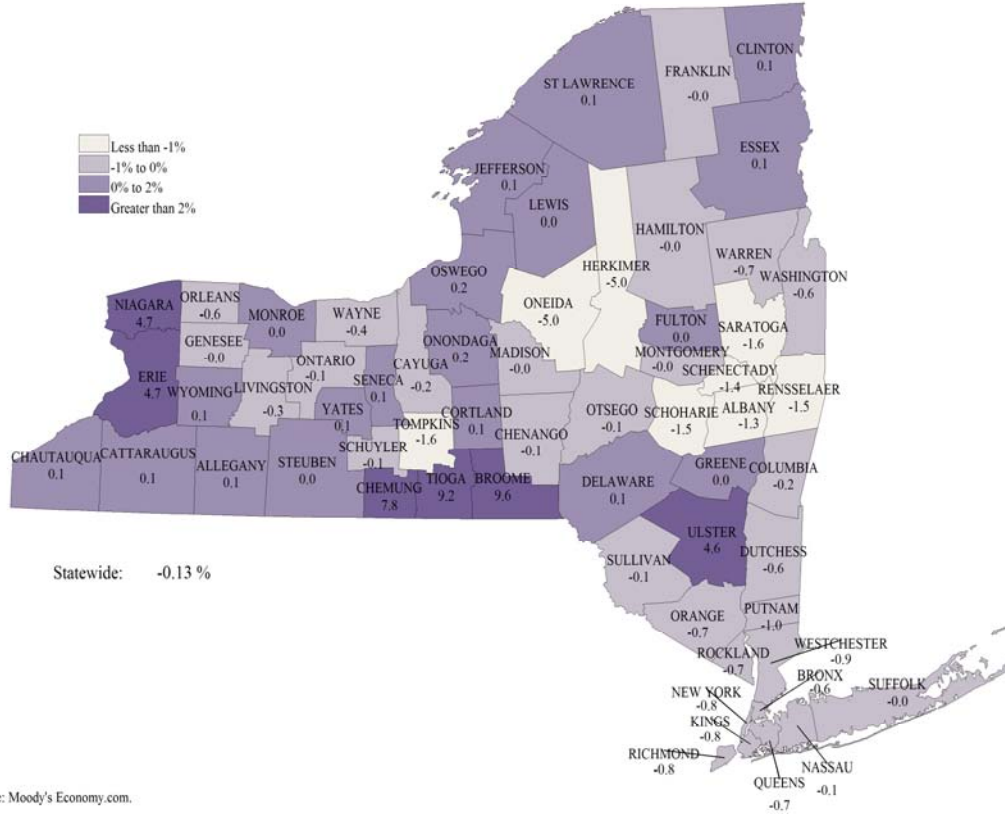 CLINTON
0.1
FRANKLIN
-0.0
ST LAWRENCE
0.1
Less than -1%
-1% to 0%
0% to 2%
Greater than 2%
ESSEX
0.1
JEFFERSON
0.1
LEWIS
0.0
HAMILTON
-0.0
WARREN
-0.7
WASHINGTON
-0.6
HERKIMER
-5.0
OSWEGO
0.2
ONEIDA
-5.0
NIAGARA
4.7
ORLEANS
-0.6
MONROE
0.0
WAYNE
-0.4
FULTON
0.0
SARATOGA
-1.6
GENESEE
-0.0
ONTARIO
-0.1
CAYUGA
-0.2
ONONDAGA
0.2
MADISON
-0.0
MONTGOMERY
-0.0
SCHENECTADY
-1.4
RENSSELAER
-1.5
ERIE
4.7
WYOMING
0.1
LIVINGSTON
-0.3
SENECA
0.1
YATES
0.1
TOMPKINS
-1.6
CORTLAND
0.1
CHENANGO
-0.1
OTSEGO
-0.1
SCHOHARIE
-1.5
ALBANY
-1.3
CHAUTAUQUA
0.1
CATTARAUGUS
0.1
ALLEGANY
0.1
STEUBEN
0.0
SCHUYLER
-0.1
CHEMUNG
7.8
TIOGA
9.2
BROOME
9.6
DELAWARE
0.1
GREENE
0.0
COLUMBIA
-0.2
ULSTER
4.6
DUTCHESS
-0.6
SULLIVAN
-0.1
Statewide: -0.13 %
ORANGE
-0.7
PUTNAM
-1.0
ROCKLAND
-0.7
WESTCHESTER
-0.9
BRONX
-0.6
SUFFOLK
-0.0
NEW YORK
-0.8
KINGS
-0.8
RICHMOND
-0.8
QUEENS
-0.7
NASSAU
-0.1
: Moody's Economy.com.